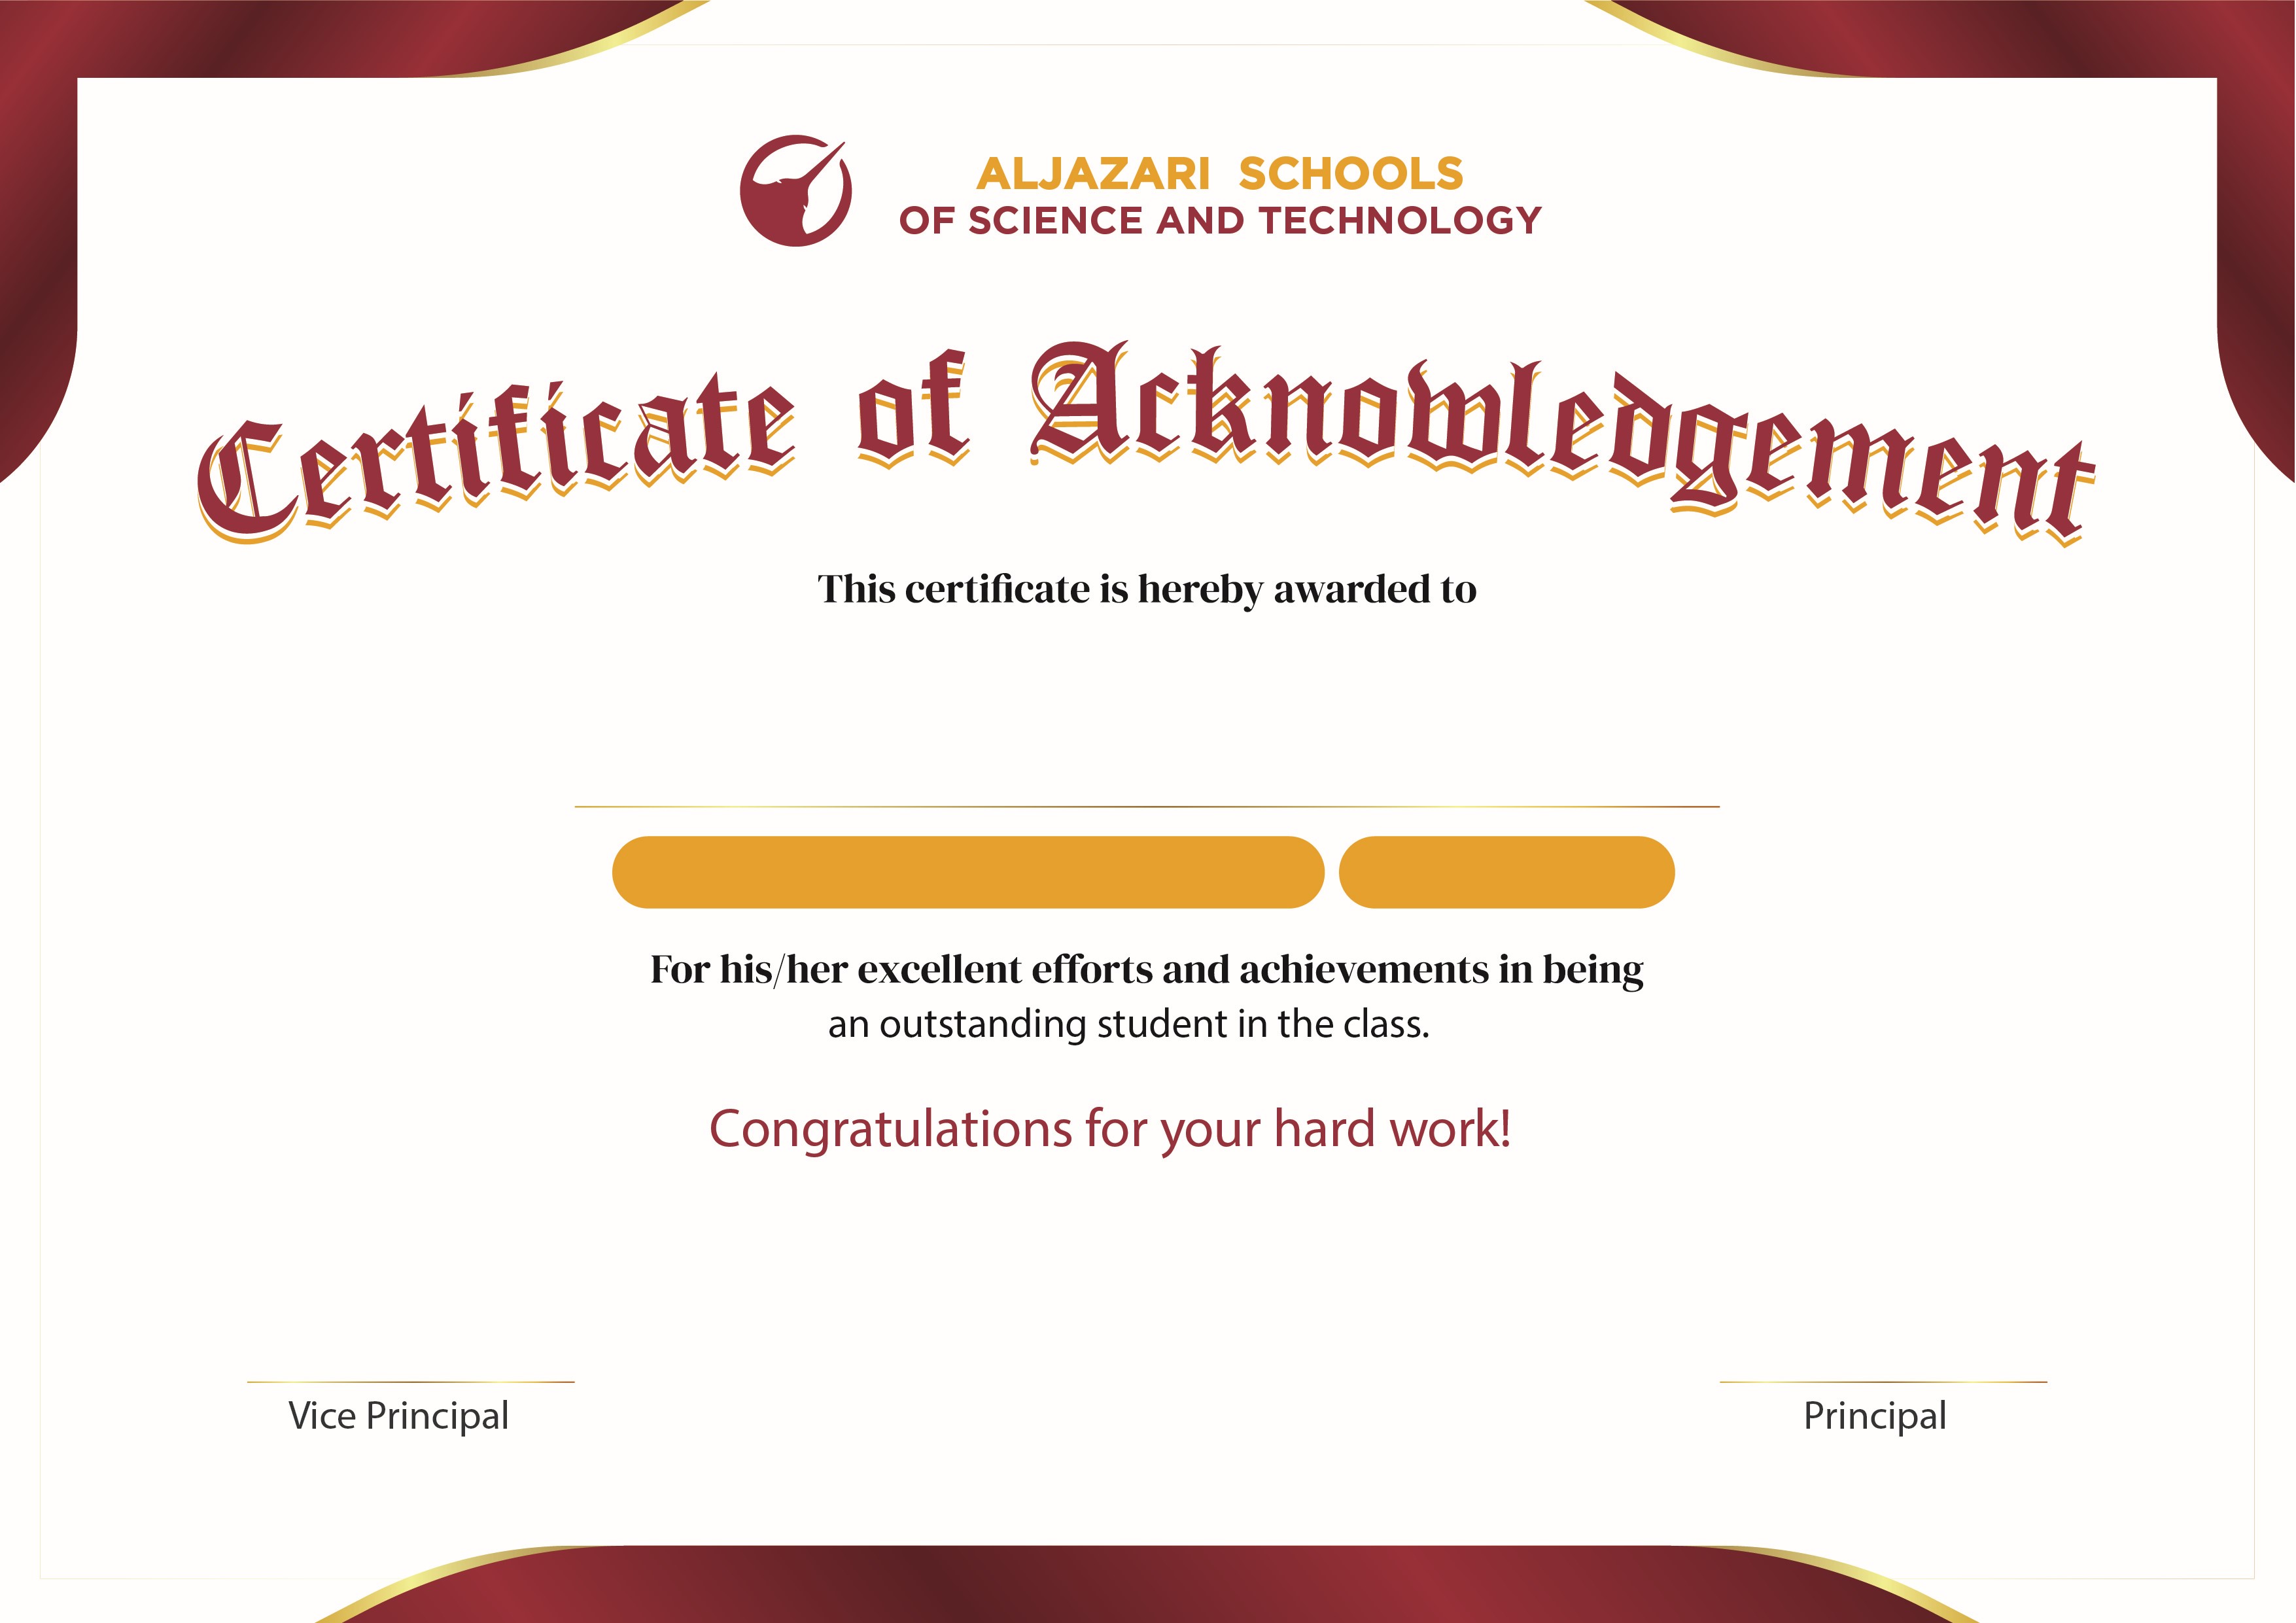 ALJAZARI SCHOOLS
OF SCIENCE AND TECHNOLOGY
Certificate of Acknowledgement
This certificate is hereby awarded to
For his/her excellent efforts and achievements in being
an outstanding student in the class.
Congratulations for your hard work!
Vice Principal
Principal